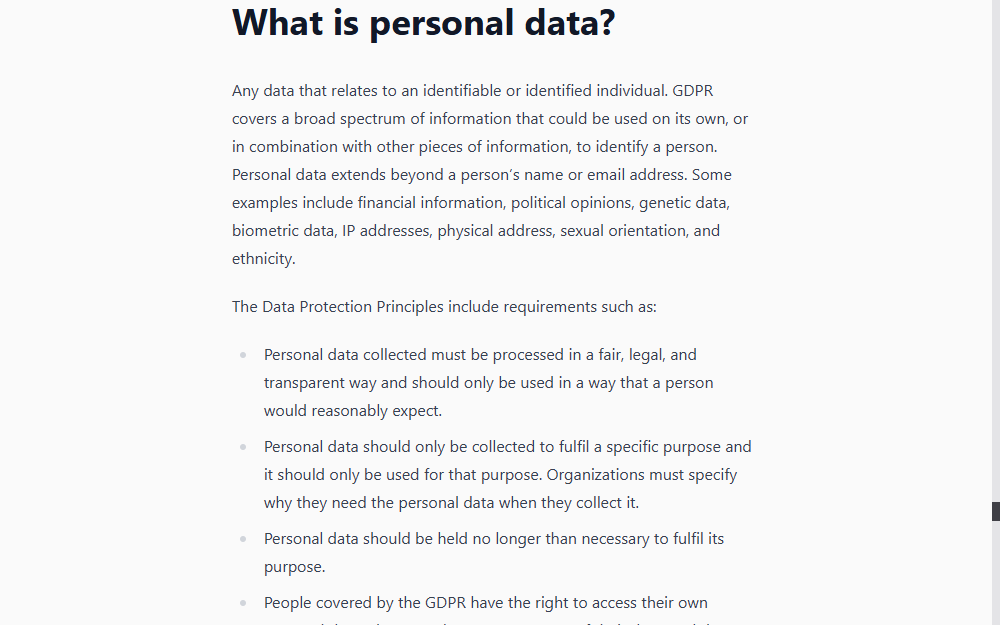 What is personal data?
Any data that relates to an identifiable or identified individual. GDPR
covers a broad spectrum of information that could be used on its own, or
in combination with other pieces of information, to identify a person.
Personal data extends beyond a person's name or email address. Some
examples include financial information, political opinions, genetic data,
biometric data, IP addresses, physical address, sexual orientation, and
ethnicity.
The Data Protection Principles include requirements such as:
Personal data collected must be processed in a fair, legal, and
transparent way and should only be used in a way that a person
would reasonably expect.
Personal data should only be collected to fulfil a specific purpose and
it should only be used for that purpose. Organizations must specify
why they need the personal data when they collect it.
Personal data should be held no longer than necessary to fulfil its
purpose.
People covered by the GDPR have the right to access their own